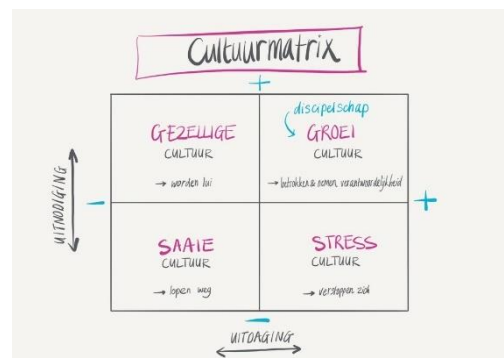 Cultuurmatrix
+
discipelschap
GEZELLIGE
CULTUUR
→ worden lui
GROEI
CULTUUR
→ betrokken & nemen verantwoordelijkheid
UITNODIGING
-
+
SAAIE
CULTUUR
→ lopen weg
STRESS
CULTUUR
→ verstoppen zich
-
UITDAGING